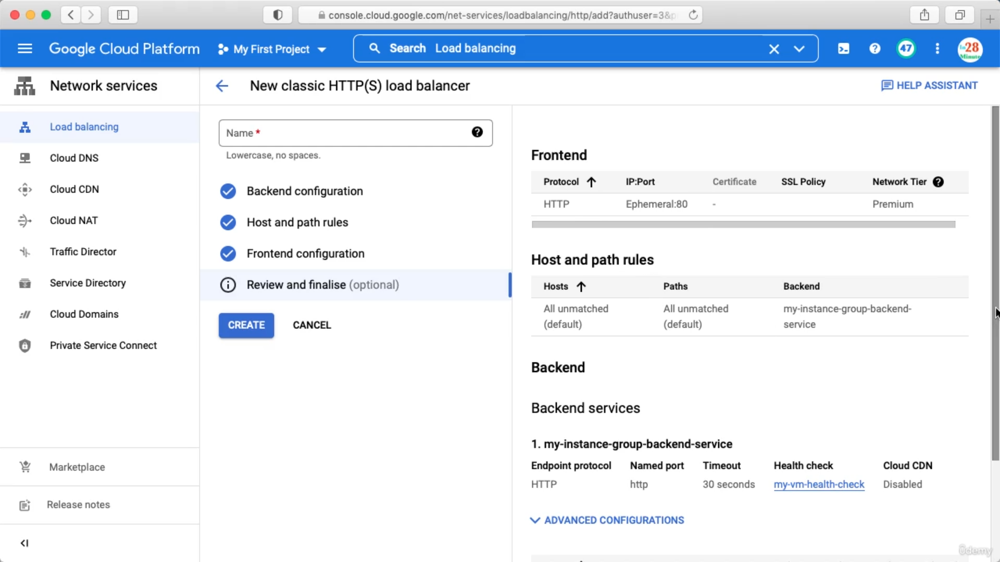 console.cloud.google.com/net-services/loadbalancing/http/add?authuser=3&p
Google Cloud Platform
My First Project
Search Load balancing
47
in28
Minutes
Network services
New classic HTTP(S) load balancer
HELP ASSISTANT
Load balancing
Cloud DNS
Cloud CDN
Cloud NAT
Traffic Director
Service Directory
Cloud Domains
Private Service Connect
Marketplace
Release notes
Name *
Lowercase, no spaces.
Backend configuration
Host and path rules
Frontend configuration
Review and finalise (optional)
CREATE CANCEL
Frontend
Protocol IP:Port Certificate SSL Policy Network Tier
HTTP Ephemeral:80 - Premium
Host and path rules
Hosts Paths Backend
All unmatched All unmatched my-instance-group-backend-
(default) (default) service
Backend
Backend services
1. my-instance-group-backend-service
Endpoint protocol Named port Timeout Health check Cloud CDN
HTTP http 30 seconds my-vm-health-check Disabled
ADVANCED CONFIGURATIONS
Udemy